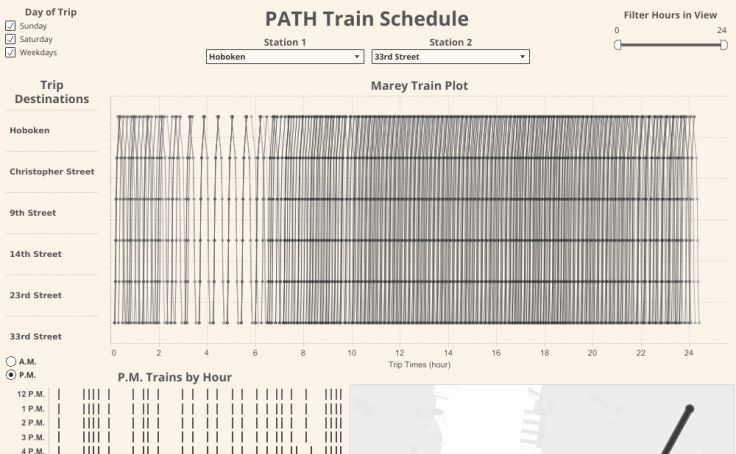 Day of Trip
Sunday
Saturday
Weekdays
PATH Train Schedule
Station 1
Hoboken
Station 2
33rd Street
Filter Hours in View
0 24
Trip
Destinations
Marey Train Plot
Hoboken
Christopher Street
9th Street
14th Street
23rd Street
33rd Street
0 2 4 6 8 10 12 14 16 18 20 22 24
Trip Times (hour)
A.M.
P.M.
P.M. Trains by Hour
12 P.M.
1 P.M.
2 P.M.
3 P.M.
4 P.M.